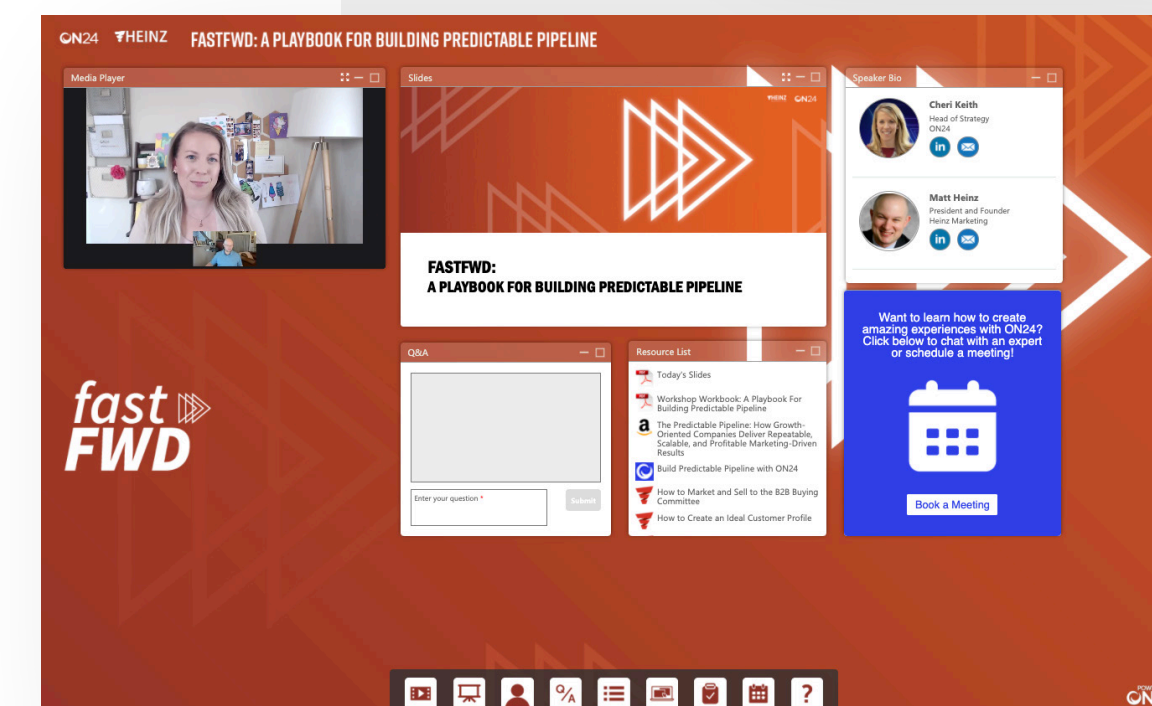 ON24 HEINZ FASTFWD: A PLAYBOOK FOR BUILDING PREDICTABLE PIPELINE
Media Player
Slides
HEINZ ON24
FASTFWD:
A PLAYBOOK FOR BUILDING PREDICTABLE PIPELINE
Speaker Bio
Cheri Keith
Head of Strategy
ON24
in
Matt Heinz
President and Founder
Heinz Marketing
in
fast
FWD
Q&A
Enter your question *
Submit
Resource List
Today's Slides
Workshop Workbook: A Playbook For
Building Predictable Pipeline
a
The Predictable Pipeline: How Growth-
Oriented Companies Deliver Repeatable,
Scalable, and Profitable Marketing-Driven
Results
Build Predictable Pipeline with ON24
How to Market and Sell to the B2B Buying
Committee
How to Create an Ideal Customer Profile
Want to learn how to create
amazing experiences with ON24?
Click below to chat with an expert
or schedule a meeting!
Book a Meeting
Q/A
?